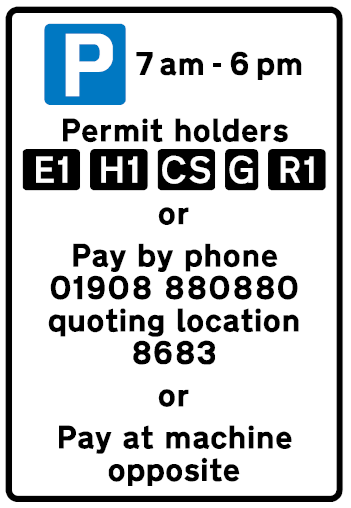 P 7 am - 6 pm
Permit holders
E1 H1 CS G R1
or
Pay by phone
01908 880880
quoting location
8683
or
Pay at machine
opposite